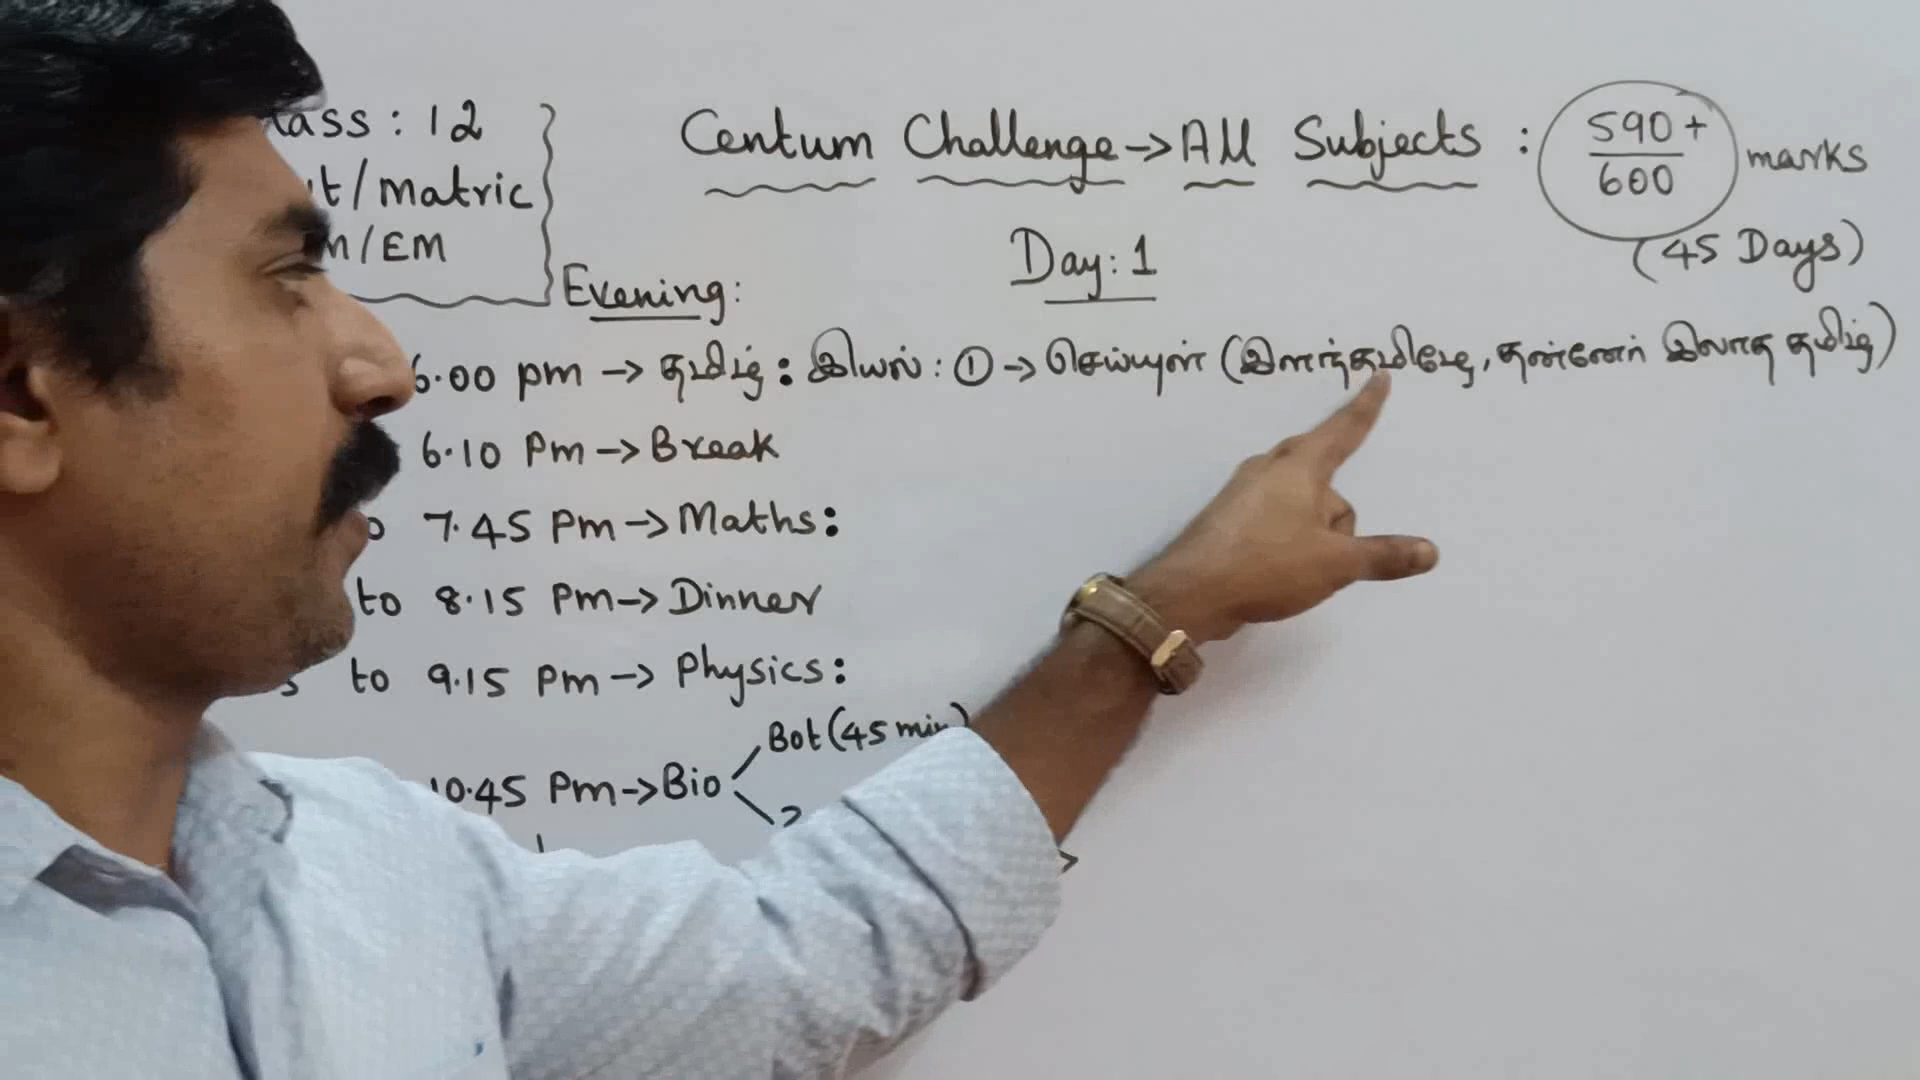 ass : 12
t/matric
m/EM
Centum Challenge → All Subjects : 590+/600 marks
(45 Days)
Day: 1
Evening:
6.00 pm → தமிழ் : இயல் : ① → செய்யுள் (இளந்தமிழே, தன்னேர் இலாத தமிழ்)
6.10 Pm → Break
7.45 Pm → Maths:
to 8.15 Pm → Dinner
to 9.15 Pm → Physics:
10.45 Pm → Bio
Bot (45 min)